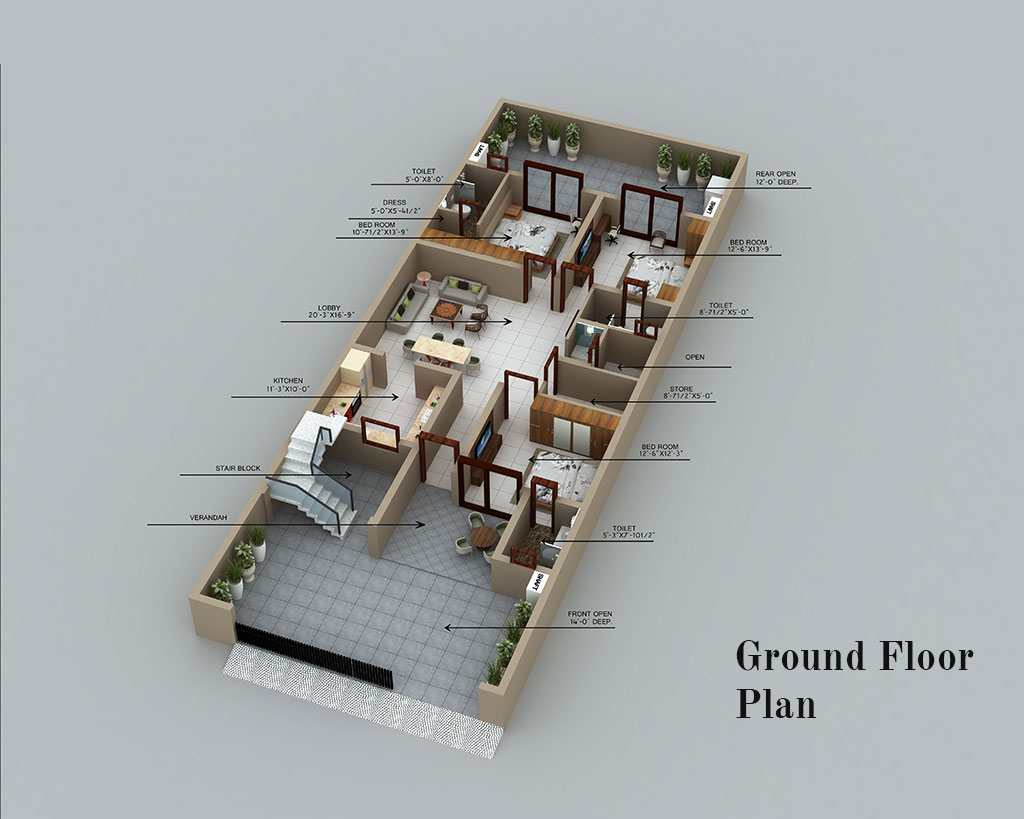 TOILET
5'-0"X8'-0"
DRESS
5'-0"X5'-41/2"
BED ROOM
10'-71/2"X13'-9"
LOBBY
20'-3"X16'-9"
KITCHEN
11'-3"X10'-0"
STAIR BLOCK
VERANDAH
REAR OPEN
12'-0" DEEP.
SHAFT
BED ROOM
12'-6"X13'-9"
TOILET
8'-71/2"X5'-0"
OPEN
STORE
8'-71/2"X5'-0"
BED ROOM
12'-6"X12'-3"
TOILET
5'-3"X7'-101/2"
SHAFT
FRONT OPEN
14'-0" DEEP.
Ground Floor
Plan